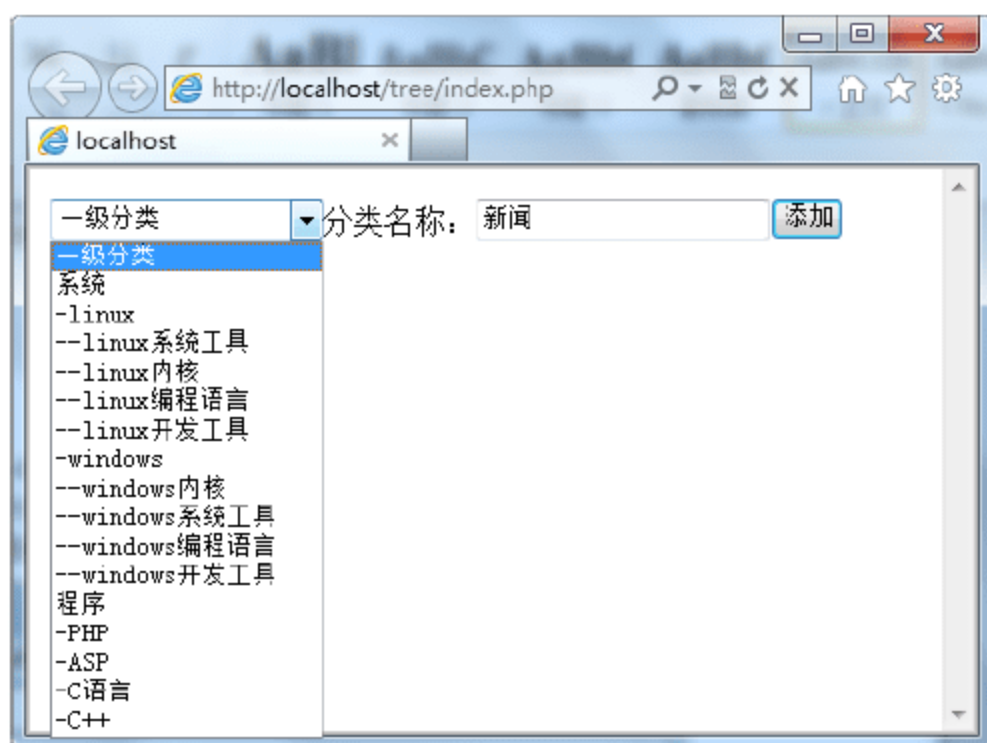 http://localhost/tree/index.php
localhost
一级分类 分类名称： 新闻 添加
一级分类
系统
-linux
--linux系统工具
--linux内核
--linux编程语言
--linux开发工具
-windows
--windows内核
--windows系统工具
--windows编程语言
--windows开发工具
程序
-PHP
-ASP
-C语言
-C++